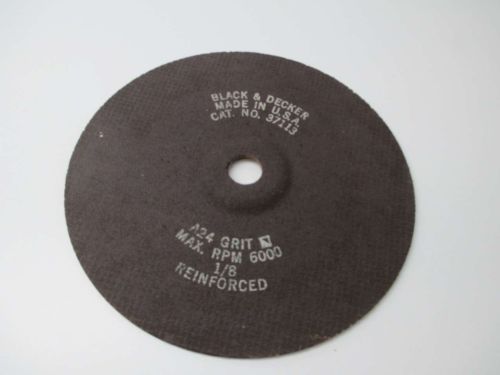 BLACK & DECKER
MADE IN U.S.A.
CAT. NO. 37113
A24 GRIT
MAX. RPM 6000
1/8
REINFORCED